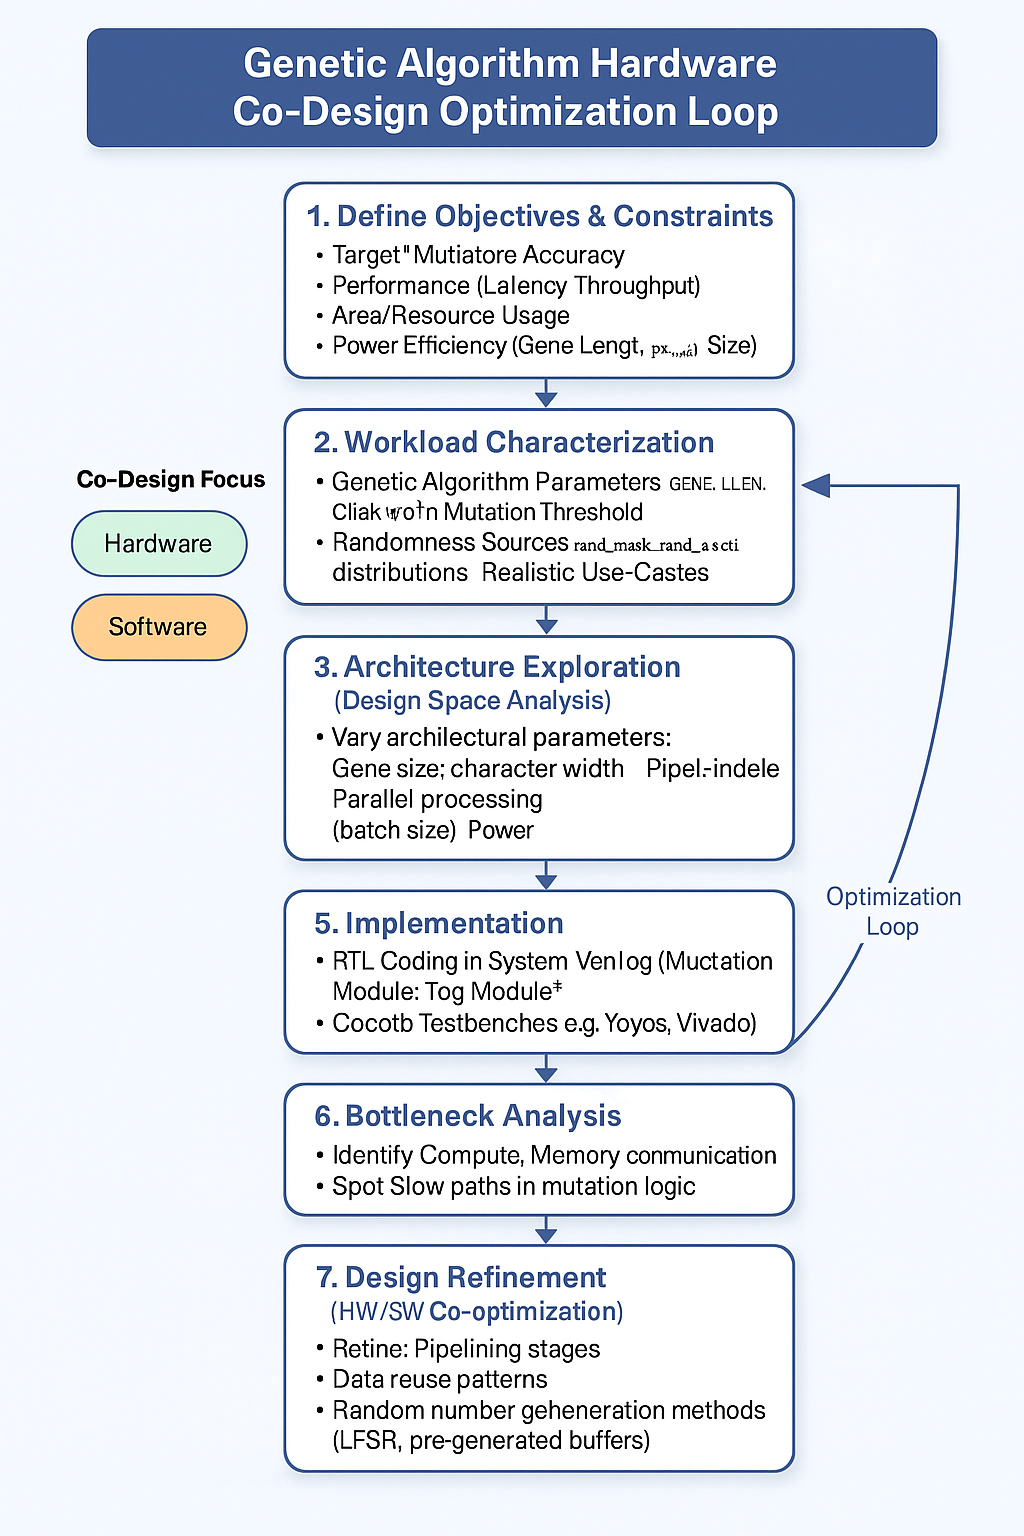 Genetic Algorithm Hardware
Co-Design Optimization Loop
1. Define Objectives & Constraints
• Target" Mutiatore Accuracy
• Performance (Lalency Throughput)
• Area/Resource Usage
• Power Efficiency (Gene Lengt, Size)
2. Workload Characterization
• Genetic Algorithm Parameters GENE. LLEN.
Cliak Mutation Threshold
• Randomness Sources rand_mask_rand_a s cti
distributions Realistic Use-Castes
Co-Design Focus
Hardware
Software
3. Architecture Exploration
(Design Space Analysis)
• Vary archilectural parameters:
Gene size; character width Pipel.-indele
Parallel processing
(batch size) Power
Optimization
Loop
5. Implementation
• RTL Coding in System Venlog (Muctation
Module: Tog Module‡
• Cocotb Testbenches e.g. Yoyos, Vivado)
6. Bottleneck Analysis
• Identify Compute, Memory conmunication
• Spot Slow paths in mutation logic
7. Design Refinement
(HW/SW Co-optimization)
• Retine: Pipelining stages
• Data reuse patterns
• Random number geheneration methods
(LFSR, pre-generated buffers)